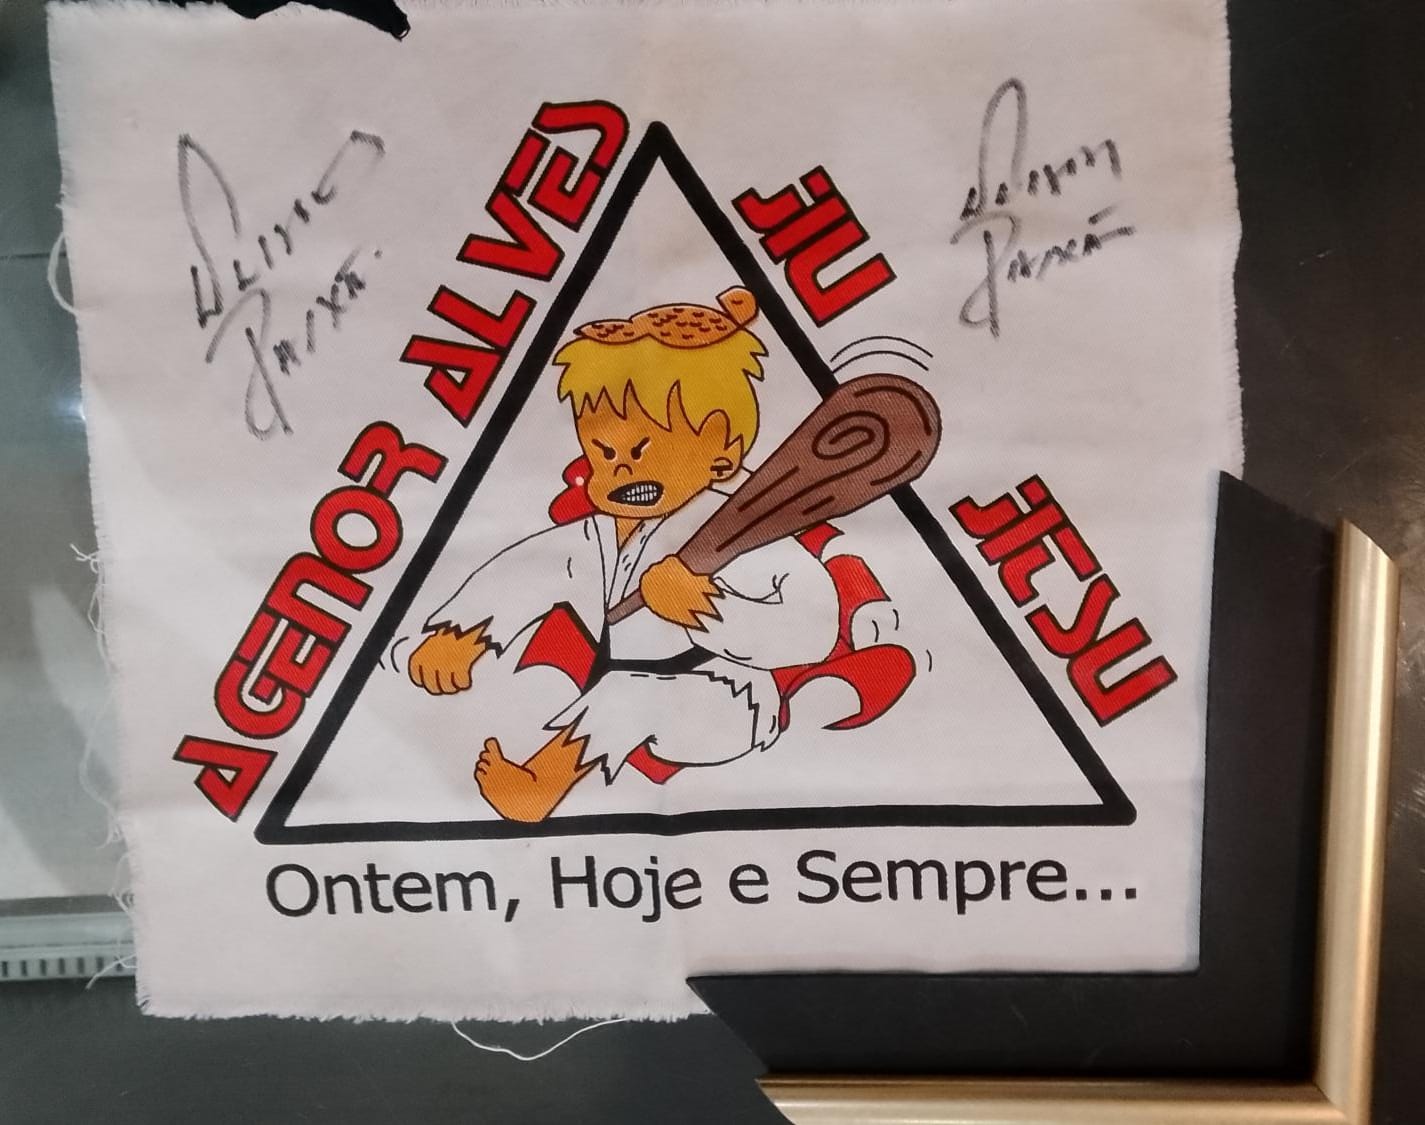 AGENOR ALVES
JIU
JITSU
Ontem, Hoje e Sempre...